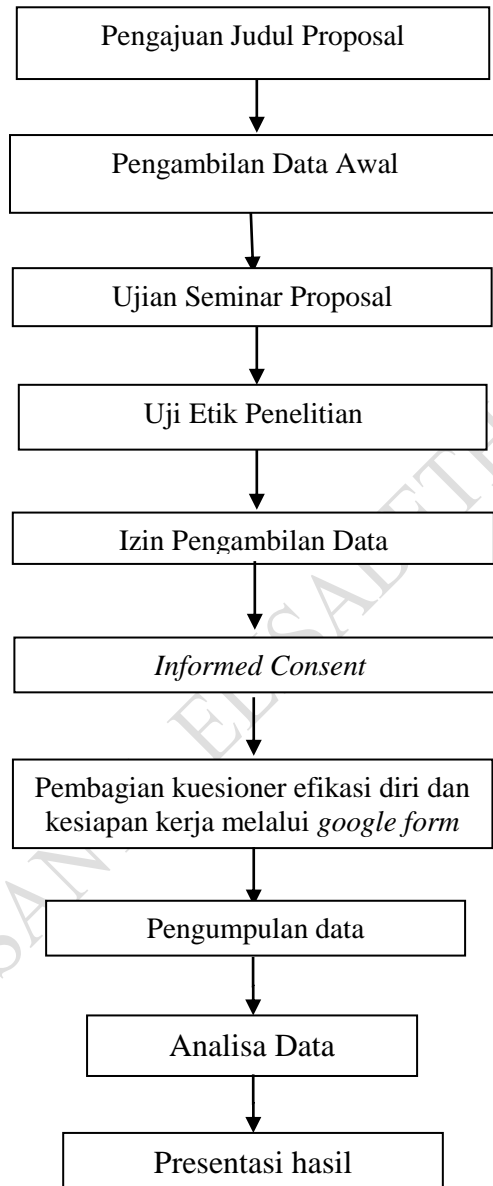 Pengajuan Judul Proposal
Pengambilan Data Awal
Ujian Seminar Proposal
Uji Etik Penelitian
Izin Pengambilan Data
Informed Consent
Pembagian kuesioner efikasi diri dan
kesiapan kerja melalui google form
Pengumpulan data
Analisa Data
Presentasi hasil